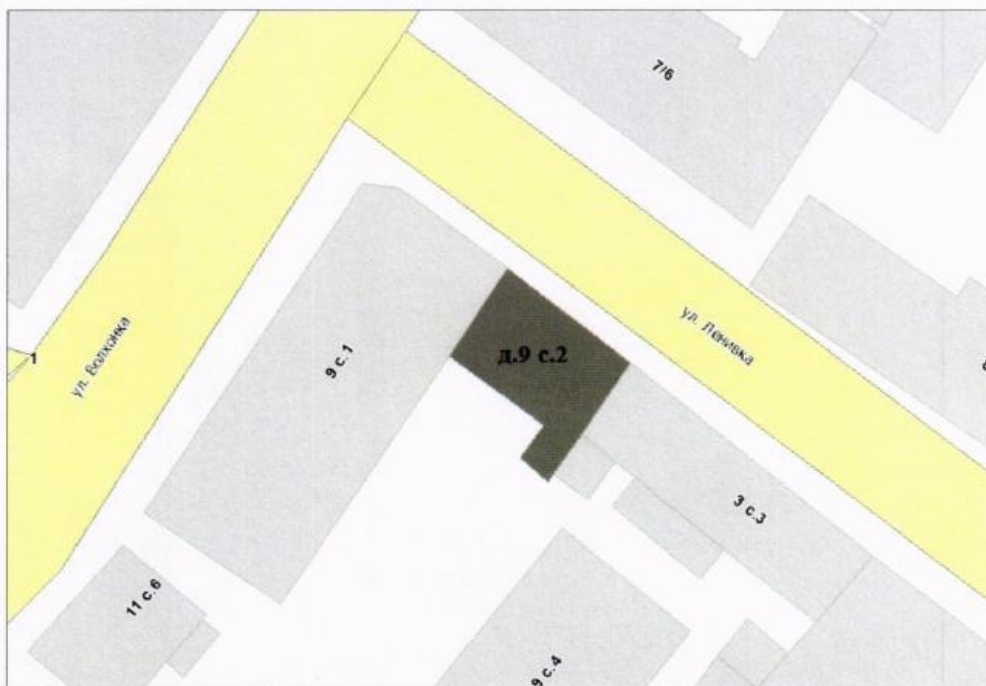 7/6
ул. Волхонка
1
9 с.1
д.9 с.2
ул. Ленивка
3 с.3
11 с.6
9 с.4